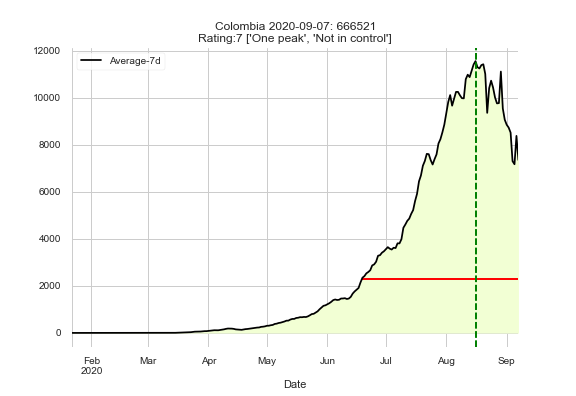 Colombia 2020-09-07: 666521
Rating:7 ['One peak', 'Not in control']
12000
Average-7d
10000
8000
6000
4000
2000
0
Feb Mar Apr May Jun Jul Aug Sep
2020
Date